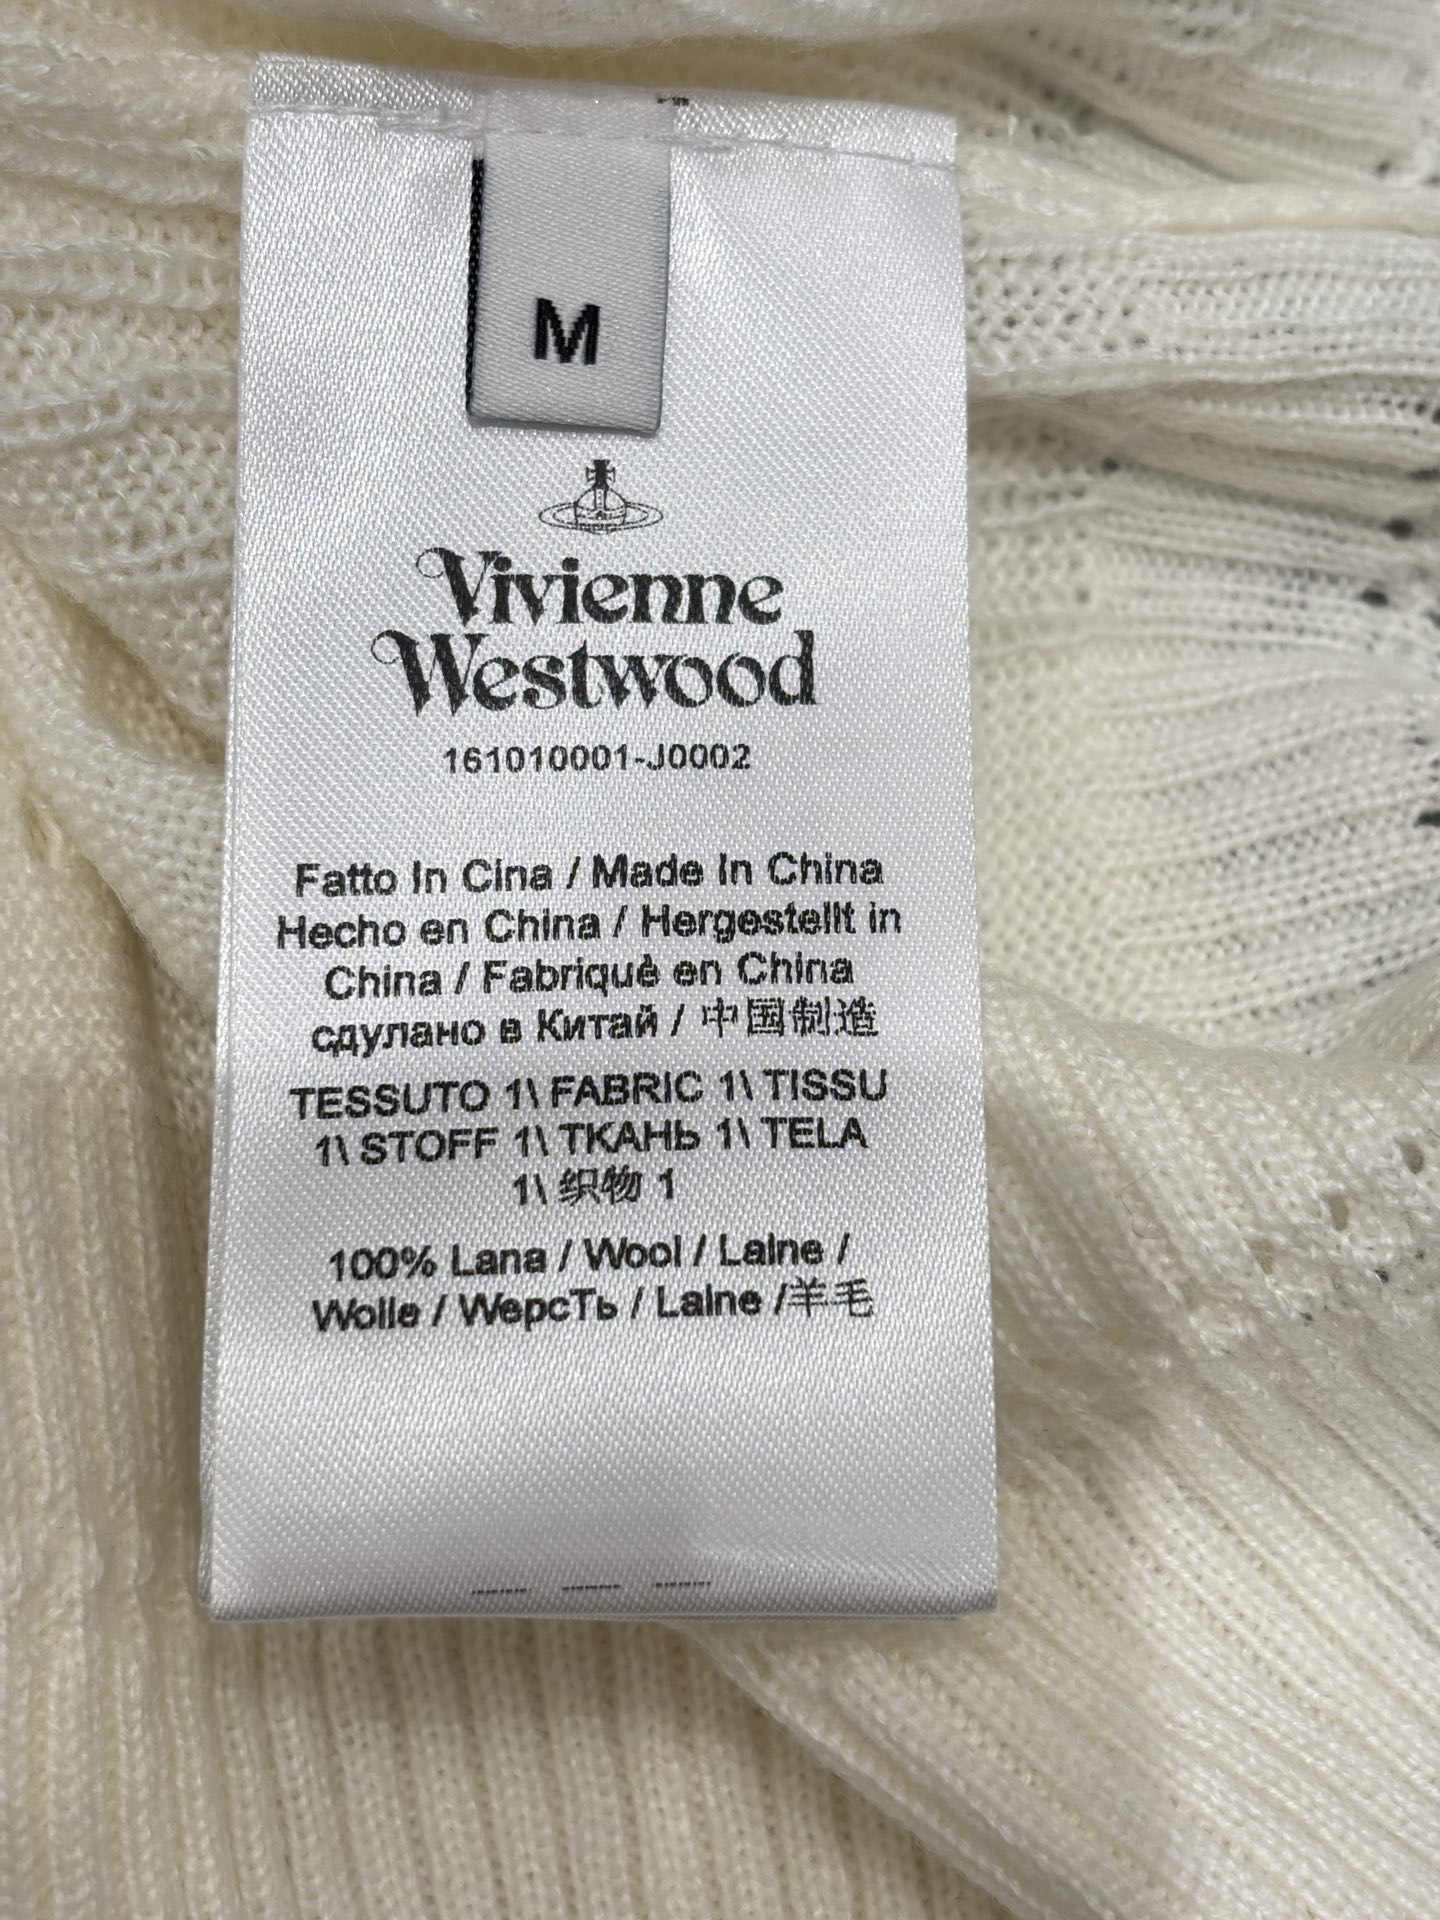 M
Vivienne
Westwood
161010001-J0002
Fatto In Cina / Made In China
Hecho en China / Hergestellt in
China / Fabriquè en China
сдулано в Китай / 中国制造
TESSUTO 1\ FABRIC 1\ TISSU
1\ STOFF 1\ ТКАНЬ 1\ TELA
1\ 织物 1
100% Lana / Wool / Laine /
Wolle / WepcTь / Laine /羊毛